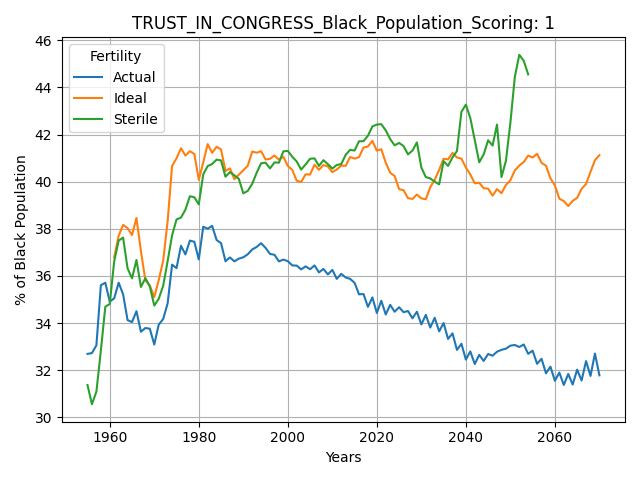 TRUST_IN_CONGRESS_Black_Population_Scoring: 1
Fertility
Actual
Ideal
Sterile
% of Black Population
46
44
42
40
38
36
34
32
30
1960
1980
2000
2020
2040
2060
Years